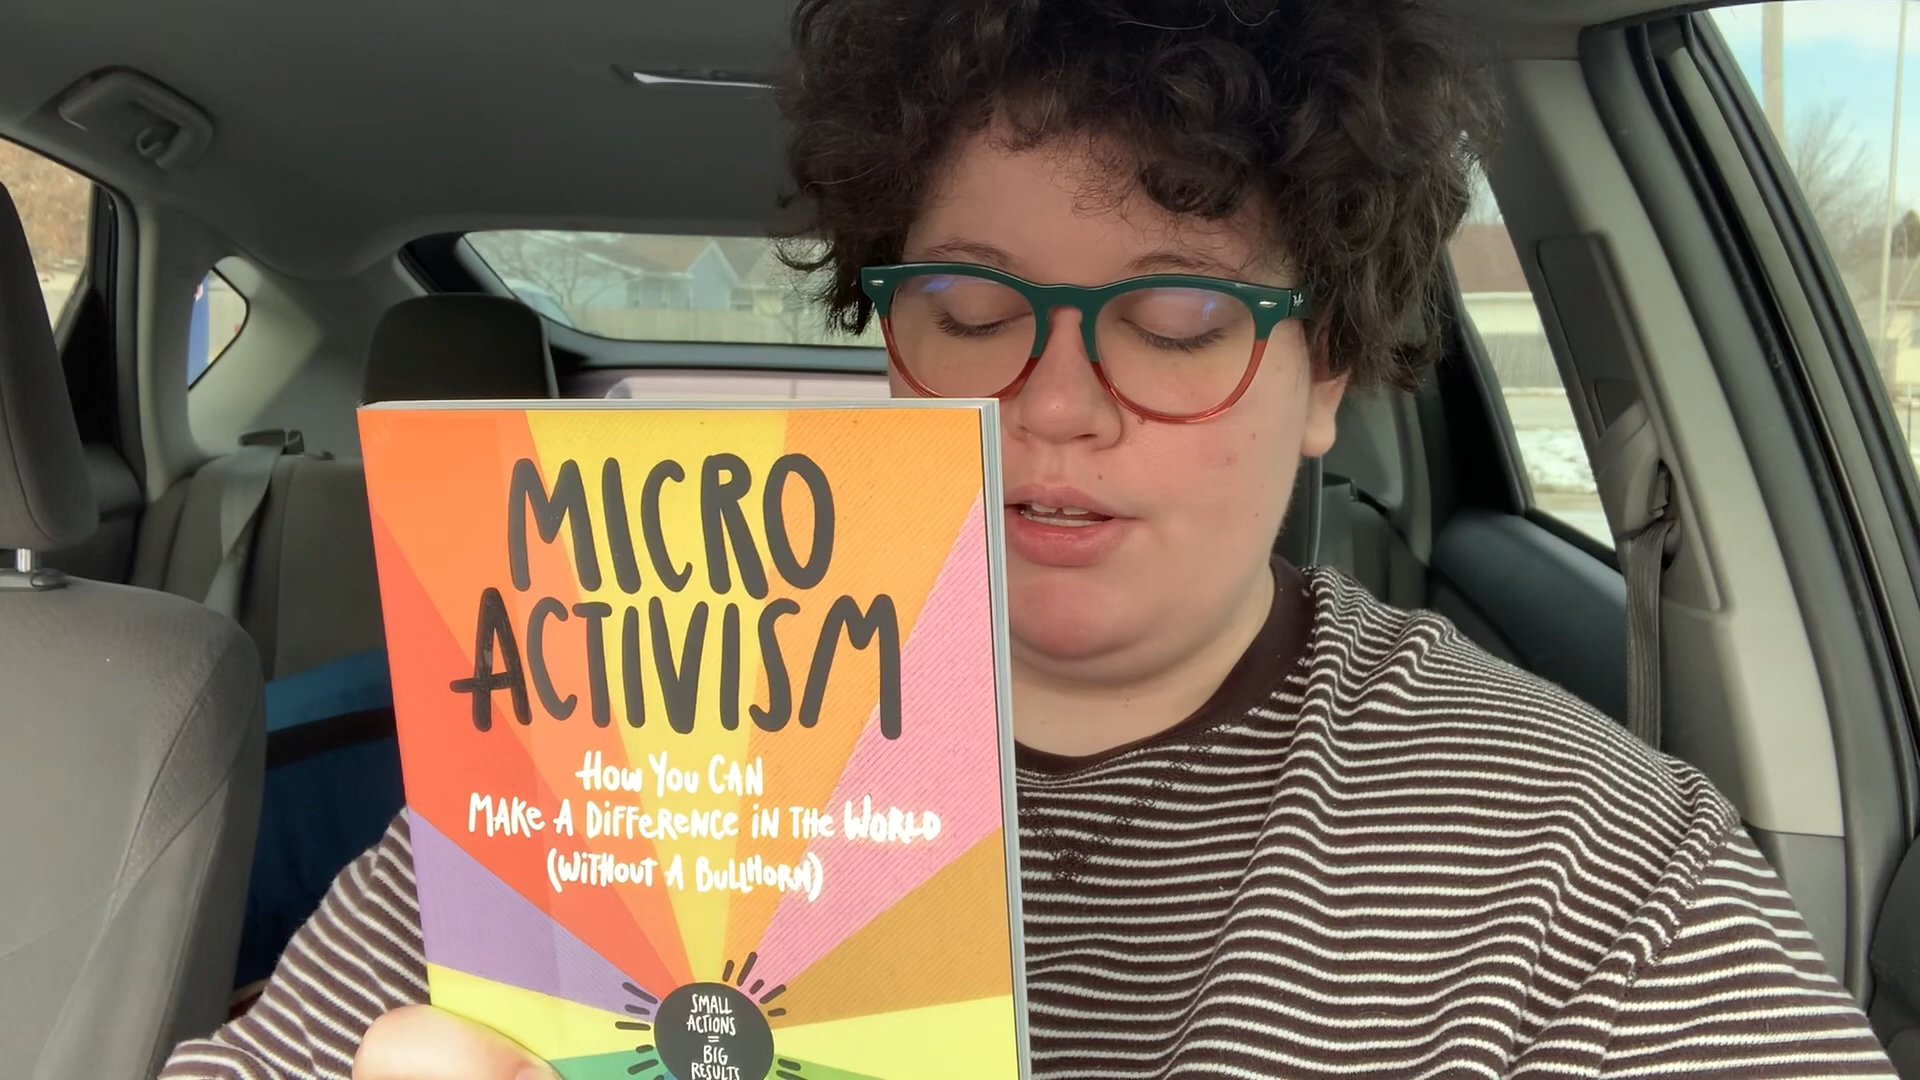 MICRO
ACTIVISM
HOW YOU CAN
MAKE A DIFFERENCE IN THE WORLD
(WITHOUT A BULLHORN)
SMALL
ACTIONS
=
BIG
RESULTS